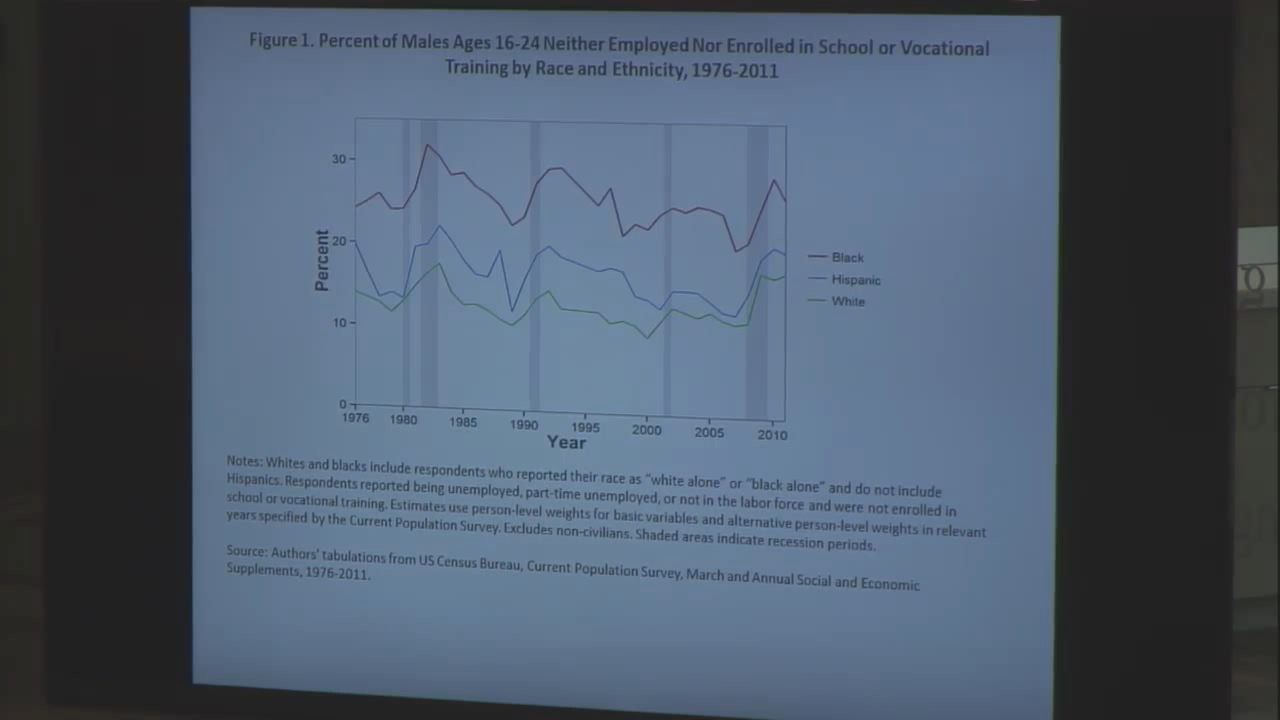 Figure 1. Percent of Males Ages 16-24 Neither Employed Nor Enrolled in School or Vocational
Training by Race and Ethnicity, 1976-2011
30
20
10
0
Percent
1976 1980 1985 1990 1995 2000 2005 2010
Year
Black
Hispanic
White
Notes: Whites and blacks include respondents who reported their race as “white alone” or “black alone” and do not include
Hispanics. Respondents reported being unemployed, part-time unemployed, or not in the labor force and were not enrolled in
school or vocational training. Estimates use person-level weights for basic variables and alternative person-level weights in relevant
years specified by the Current Population Survey. Excludes non-civilians. Shaded areas indicate recession periods.
Source: Authors’ tabulations from US Census Bureau, Current Population Survey, March and Annual Social and Economic
Supplements, 1976-2011.